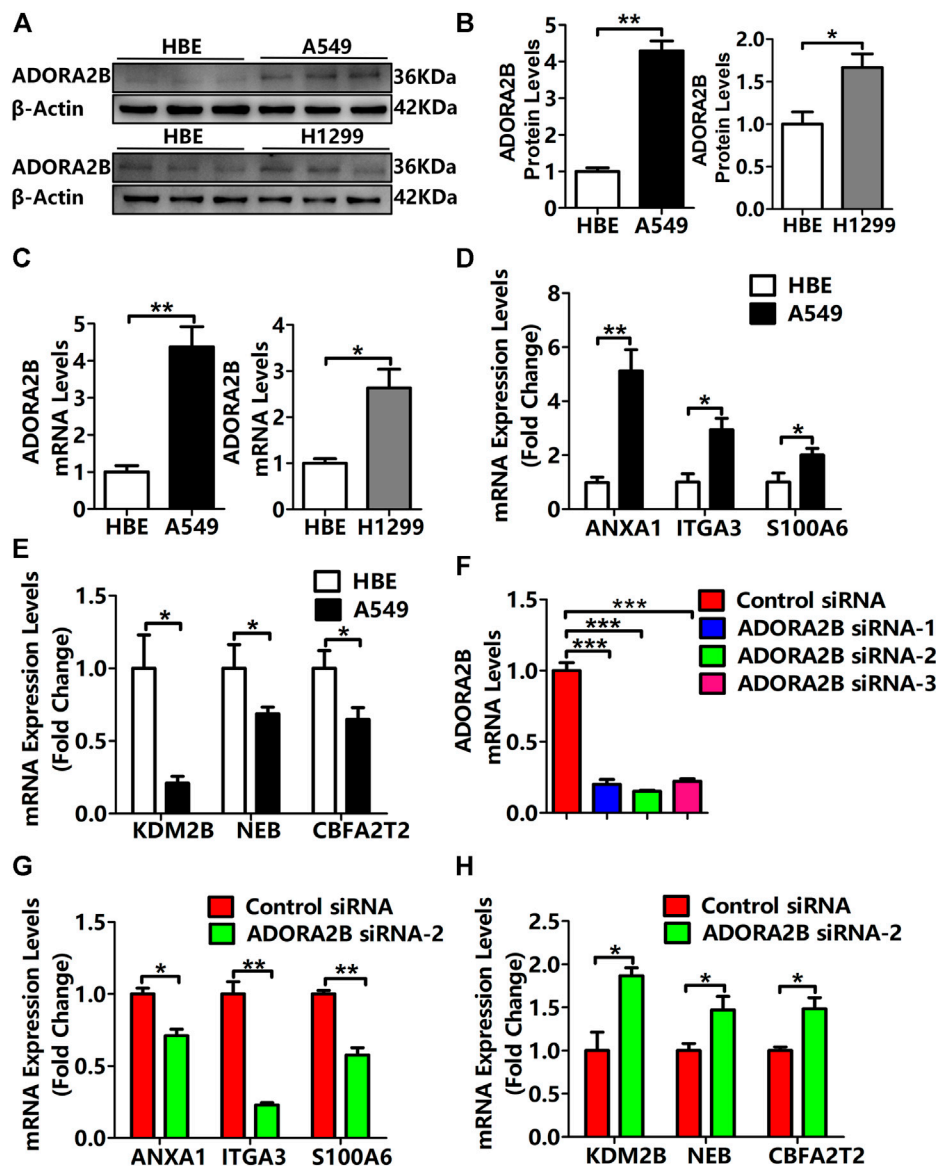 A
HBE A549
ADORA2B 36KDa
β-Actin 42KDa
HBE H1299
ADORA2B 36KDa
β-Actin 42KDa
B
ADORA2B
Protein Levels
5
4
3
2
1
0
**
HBE A549
ADORA2B
Protein Levels
2.0
1.5
1.0
0.5
0.0
*
HBE H1299
C
ADORA2B
mRNA Levels
5
4
3
2
1
0
**
HBE A549
ADORA2B
mRNA Levels
4
3
2
1
0
*
HBE H1299
D
HBE
A549
mRNA Expression Levels
(Fold Change)
8
6
4
2
0
** * *
ANXA1 ITGA3 S100A6
E
HBE
A549
mRNA Expression Levels
(Fold Change)
1.5
1.0
0.5
0.0
* * *
KDM2B NEB CBFA2T2
F
Control siRNA
ADORA2B siRNA-1
ADORA2B siRNA-2
ADORA2B siRNA-3
ADORA2B
mRNA Levels
1.5
1.0
0.5
0.0
***
***
***
G
Control siRNA
ADORA2B siRNA-2
mRNA Expression Levels
(Fold Change)
1.5
1.0
0.5
0.0
* ** **
ANXA1 ITGA3 S100A6
H
Control siRNA
ADORA2B siRNA-2
mRNA Expression Levels
(Fold Change)
2.5
2.0
1.5
1.0
0.5
0.0
* * *
KDM2B NEB CBFA2T2